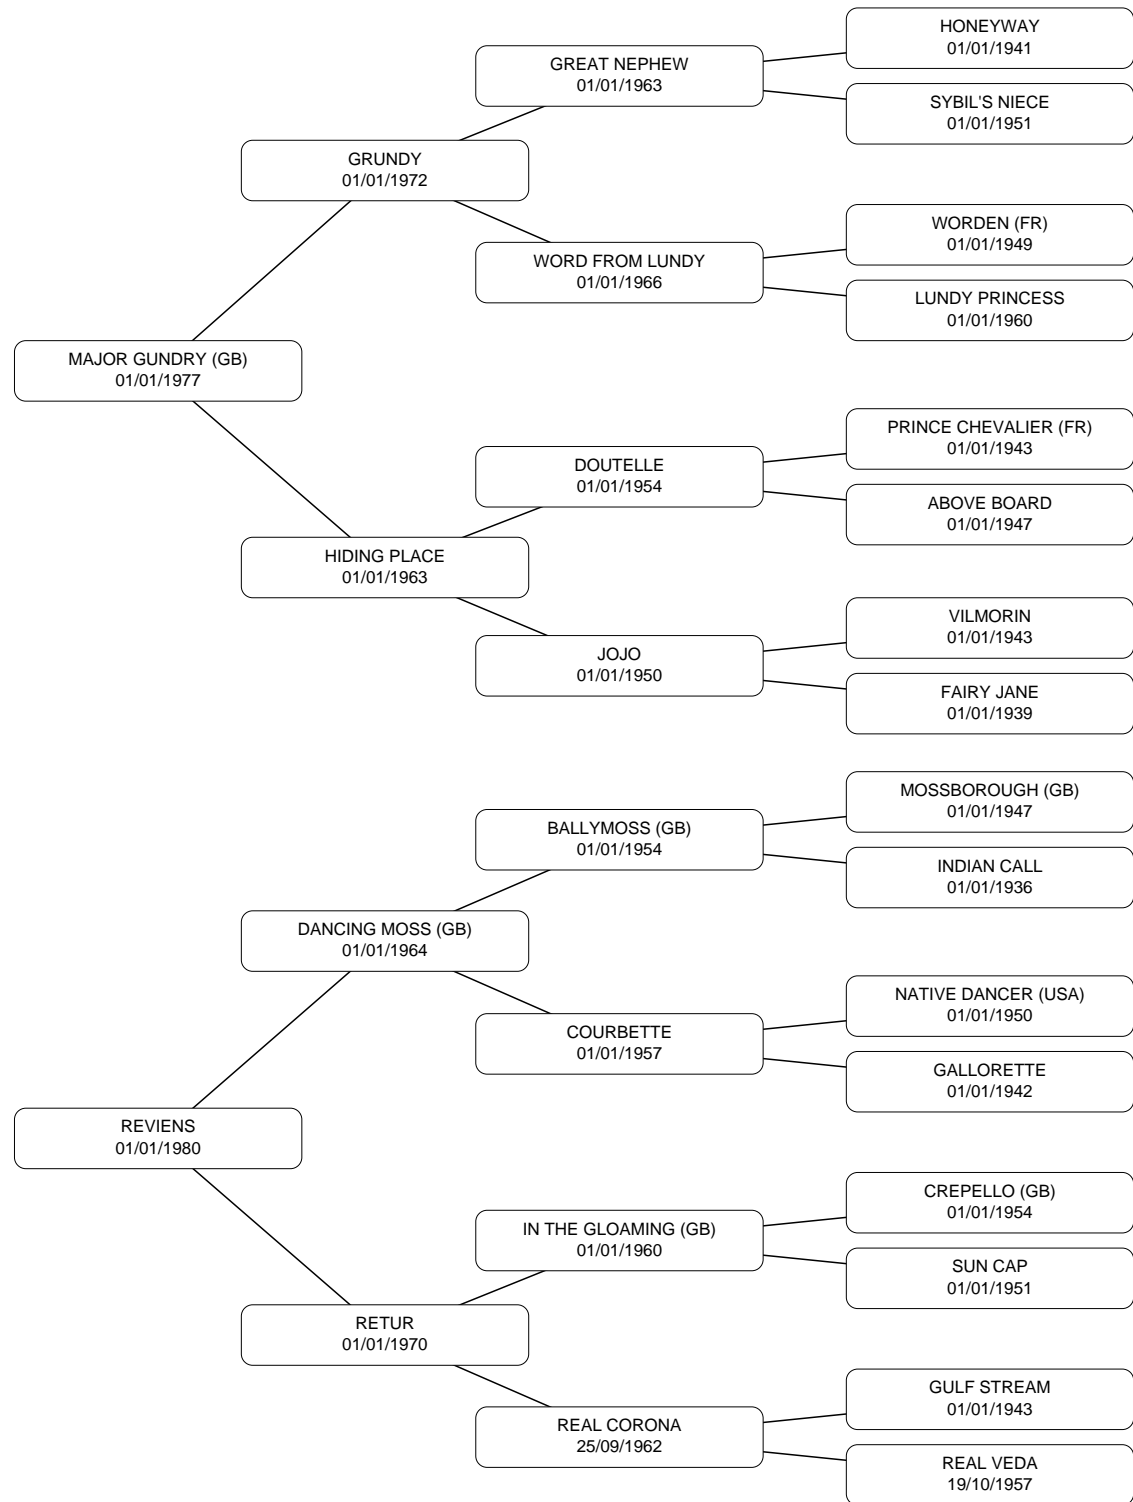 HONEYWAY
01/01/1941
GREAT NEPHEW
01/01/1963
SYBIL'S NIECE
01/01/1951
GRUNDY
01/01/1972
WORDEN (FR)
01/01/1949
WORD FROM LUNDY
01/01/1966
LUNDY PRINCESS
01/01/1960
MAJOR GUNDRY (GB)
01/01/1977
PRINCE CHEVALIER (FR)
01/01/1943
DOUTELLE
01/01/1954
ABOVE BOARD
01/01/1947
HIDING PLACE
01/01/1963
VILMORIN
01/01/1943
JOJO
01/01/1950
FAIRY JANE
01/01/1939
MOSSBOROUGH (GB)
01/01/1947
BALLYMOSS (GB)
01/01/1954
INDIAN CALL
01/01/1936
DANCING MOSS (GB)
01/01/1964
NATIVE DANCER (USA)
01/01/1950
COURBETTE
01/01/1957
GALLORETTE
01/01/1942
REVIENS
01/01/1980
CREPELLO (GB)
01/01/1954
IN THE GLOAMING (GB)
01/01/1960
SUN CAP
01/01/1951
RETUR
01/01/1970
GULF STREAM
01/01/1943
REAL CORONA
25/09/1962
REAL VEDA
19/10/1957